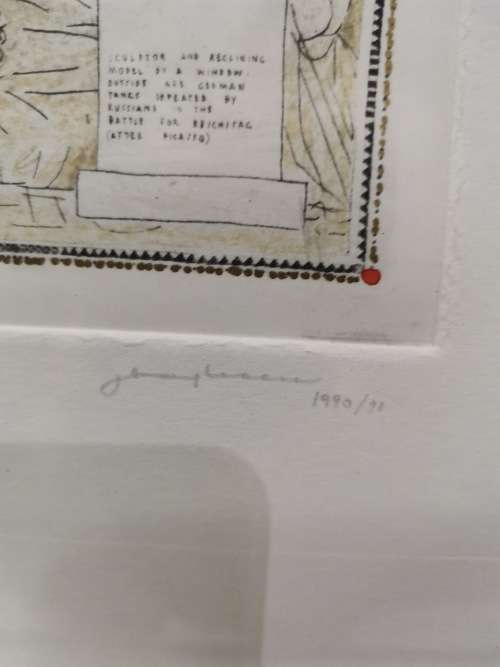 SCULPTOR AND RECLINING
MODEL BY A WINDOW.
OUTSIDE ARE GERMAN
TANKS DEFEATED BY
RUSSIANS IN THE
BATTLE FOR REICHSTAG
(AFTER PICASSO)
1990/91